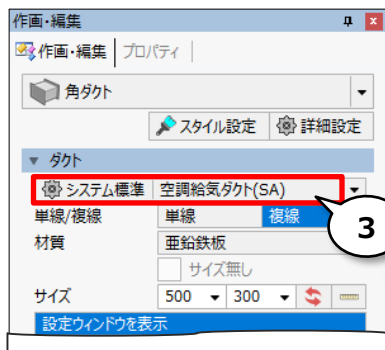 作画・編集
作画・編集 プロパティ
角ダクト
スタイル設定 詳細設定
ダクト
システム標準 空調給気ダクト(SA)
単線/複線 単線 複線
3
材質 亜鉛鉄板
サイズ無し
サイズ 500 300
設定ウィンドウを表示